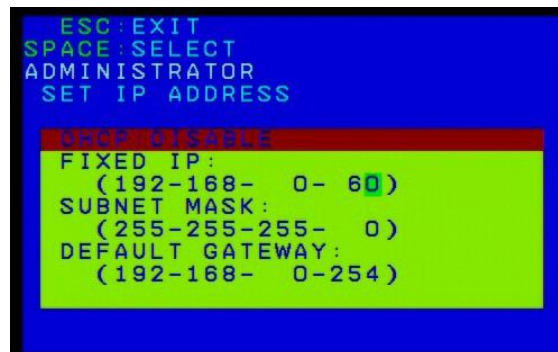 ESC:EXIT
SPACE:SELECT
ADMINISTRATOR
SET IP ADDRESS
DHCP:DISABLE
FIXED IP:
(192-168-  0- 60)
SUBNET MASK:
(255-255-255-  0)
DEFAULT GATEWAY:
(192-168-  0-254)